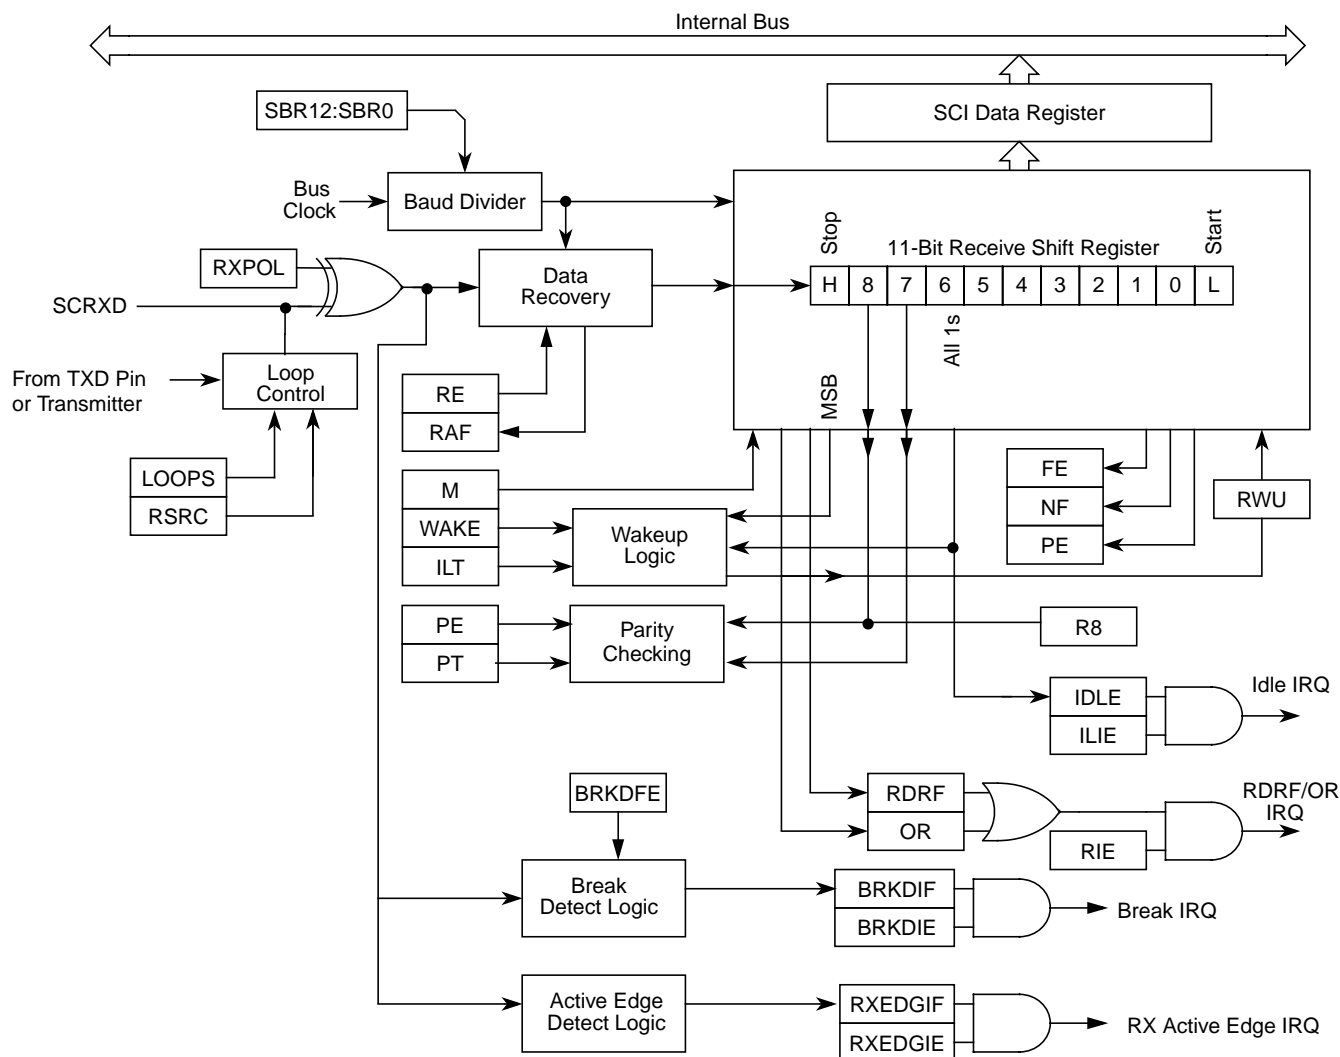 Internal Bus
SBR12:SBR0
SCI Data Register
Bus
Clock
Baud Divider
Stop
11-Bit Receive Shift Register
Start
RXPOL
Data
Recovery
H 8 7 6 5 4 3 2 1 0 L
SCRXD
All 1s
From TXD Pin
or Transmitter
Loop
Control
RE
RAF
MSB
LOOPS
RSRC
M
WAKE
ILT
Wakeup
Logic
FE
NF
PE
RWU
PE
PT
Parity
Checking
R8
IDLE
ILIE
Idle IRQ
BRKDFE
RDRF
OR
RIE
RDRF/OR
IRQ
Break
Detect Logic
BRKDIF
BRKDIE
Break IRQ
Active Edge
Detect Logic
RXEDGIF
RXEDGIE
RX Active Edge IRQ